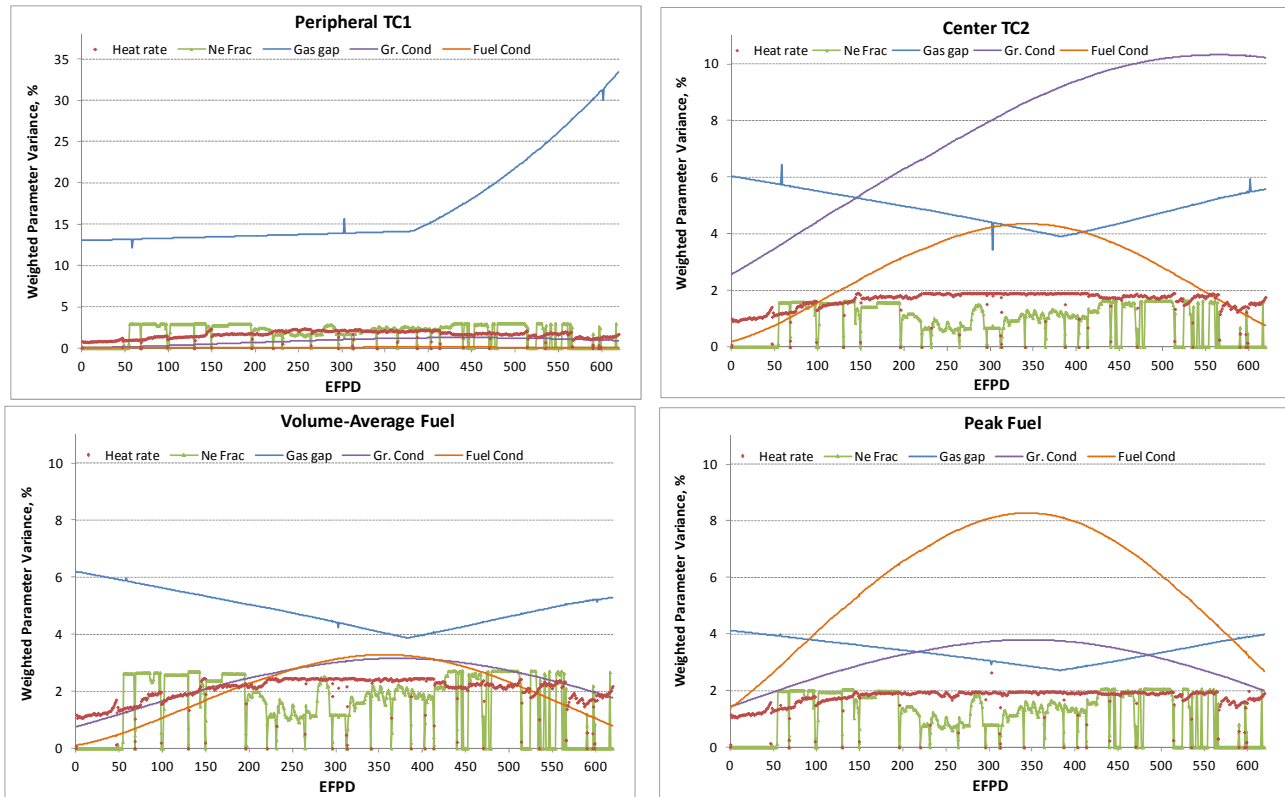 Peripheral TC1
Heat rate Ne Frac Gas gap Gr. Cond Fuel Cond
Weighted Parameter Variance, %
35
30
25
20
15
10
5
0
0 50 100 150 200 250 300 350 400 450 500 550 600
EFPD
Center TC2
Heat rate Ne Frac Gas gap Gr. Cond Fuel Cond
Weighted Parameter Variance, %
10
8
6
4
2
0
0 50 100 150 200 250 300 350 400 450 500 550 600
EFPD
Volume-Average Fuel
Heat rate Ne Frac Gas gap Gr. Cond Fuel Cond
Weighted Parameter Variance, %
10
8
6
4
2
0
0 50 100 150 200 250 300 350 400 450 500 550 600
EFPD
Peak Fuel
Heat rate Ne Frac Gas gap Gr. Cond Fuel Cond
Weighted Parameter Variance, %
10
8
6
4
2
0
0 50 100 150 200 250 300 350 400 450 500 550 600
EFPD